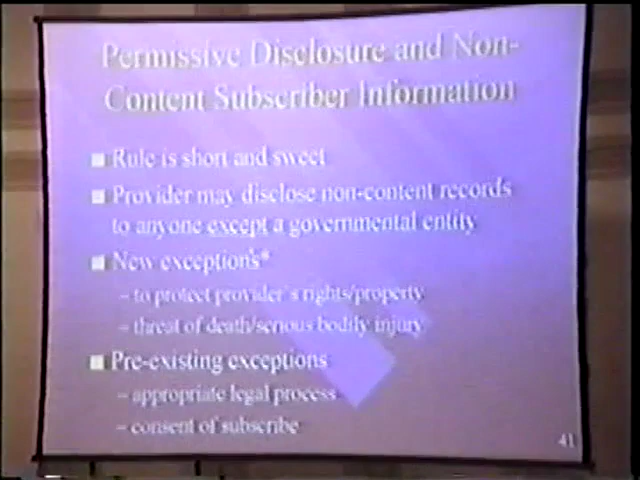 Permissive Disclosure and Non-
Content Subscriber Information
Rule is short and sweet
Provider may disclose non-content records
to anyone except a governmental entity
New exceptions*
– to protect provider's rights/property
– threat of death/serious bodily injury
Pre-existing exceptions
– appropriate legal process
– consent of subscribe
41